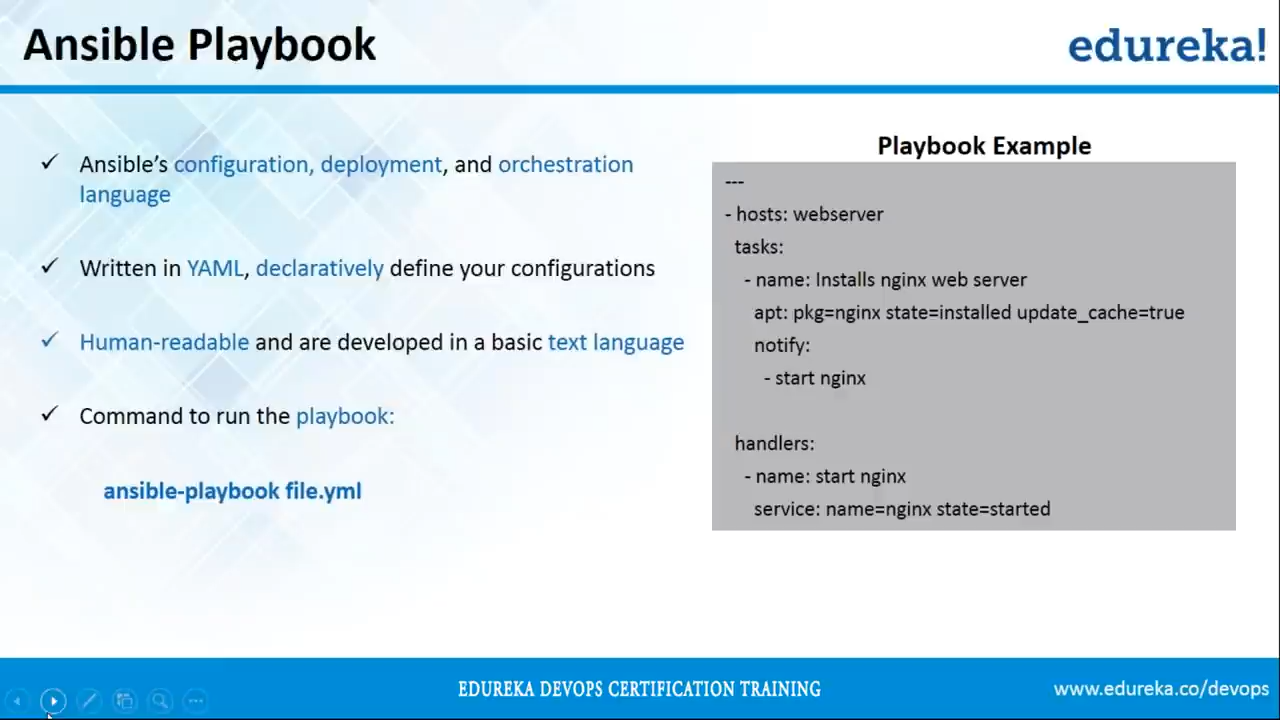 Ansible Playbook
edureka!
Ansible's configuration, deployment, and orchestration
language
Written in YAML, declaratively define your configurations
Human-readable and are developed in a basic text language
Command to run the playbook:
ansible-playbook file.yml
Playbook Example
---
- hosts: webserver
tasks:
- name: Installs nginx web server
apt: pkg=nginx state=installed update_cache=true
notify:
- start nginx
handlers:
- name: start nginx
service: name=nginx state=started
EDUREKA DEVOPS CERTIFICATION TRAINING
www.edureka.co/devops